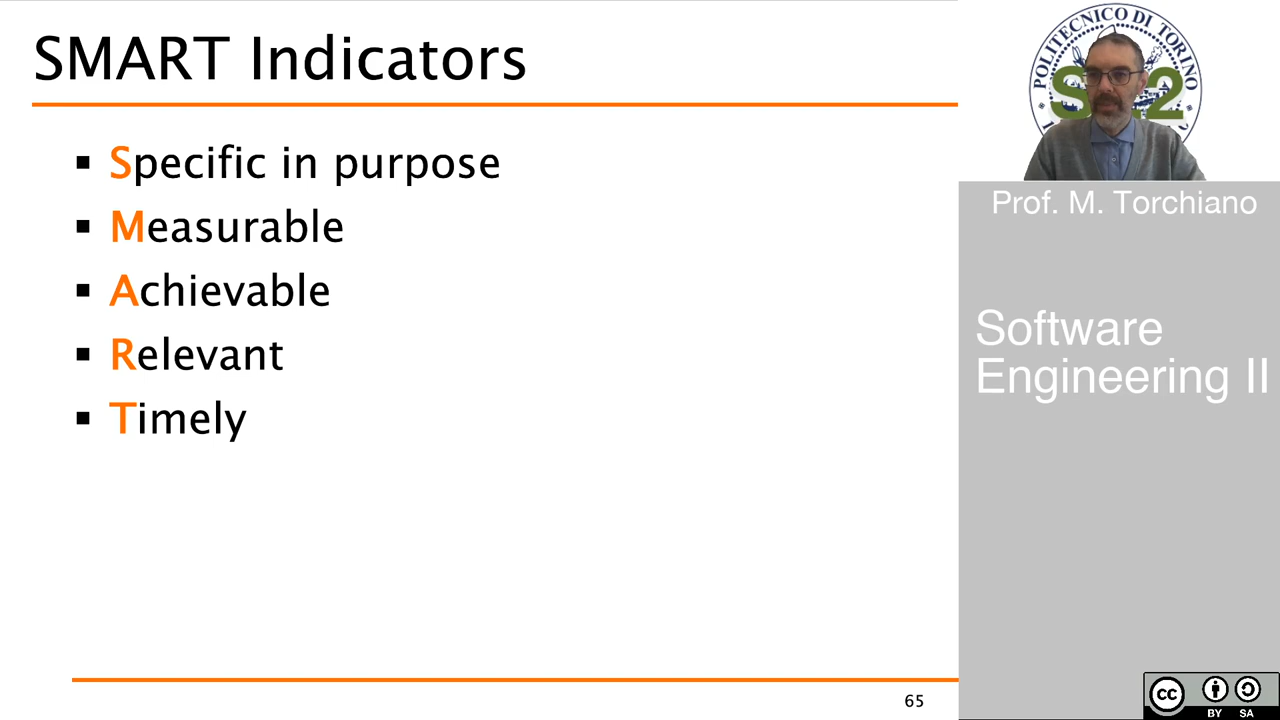 SMART Indicators
▪ Specific in purpose
▪ Measurable
▪ Achievable
▪ Relevant
▪ Timely
65
POLITECNICO DI TORINO
Prof. M. Torchiano
Software
Engineering II
CC
BY SA